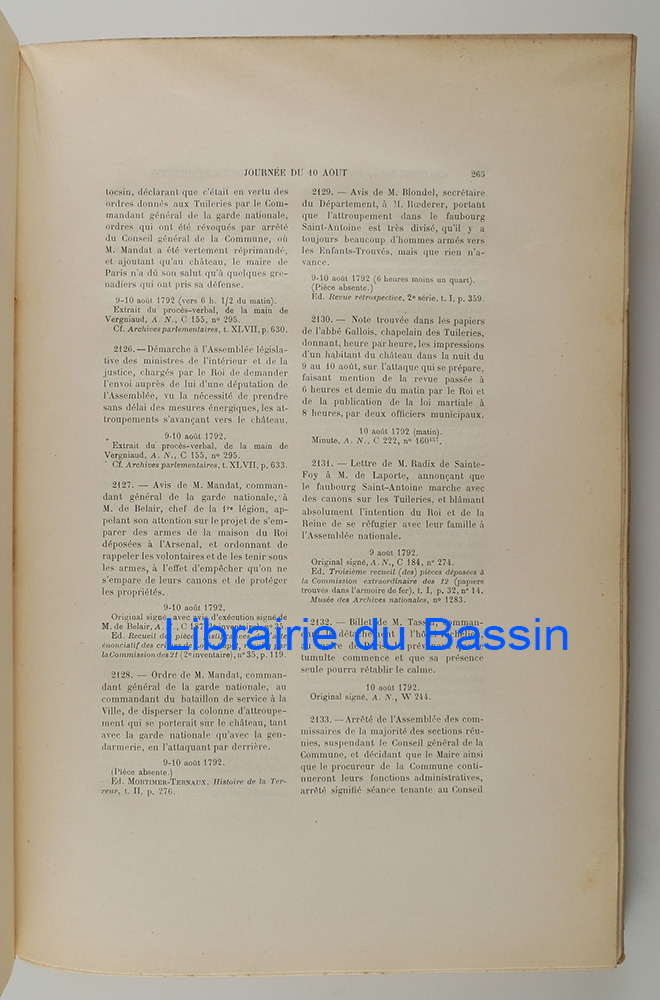 JOURNÉE DU 10 AOUT 265
tocsin, déclarant que c'était en vertu des
ordres donnés aux Tuileries par le Com-
mandant général de la garde nationale,
ordres qui ont été révoqués par arrêté
du Conseil général de la Commune, où
M. Mandat a été vertement réprimandé,
et ajoutant qu'au château, le maire de
Paris n'a dû son salut qu'à quelques gre-
nadiers qui ont pris sa défense.
9-10 août 1792 (vers 6 h. 1/2 du matin).
Extrait du procès-verbal, de la main de
Vergniaud, A. N., C 155, nº 295.
Cf. Archives parlementaires, t. XLVII, p. 630.
2126. — Démarche à l'Assemblée législa-
tive des ministres de l'intérieur et de la
justice, chargés par le Roi de demander
l'envoi auprès de lui d'une députation de
l'Assemblée, vu la nécessité de prendre
sans délai des mesures énergiques, les at-
troupements s'avançant vers le château.
9-10 août 1792.
Extrait du procès-verbal, de la main de
Vergniaud, A. N., C 155, nº 295.
Cf. Archives parlementaires, t. XLVII, p. 633.
2127. — Avis de M. Mandat, comman-
dant général de la garde nationale, à
M. de Belair, chef de la 1re légion, ap-
pelant son attention sur le projet de s'em-
parer des armes de la maison du Roi
déposées à l'Arsenal, et ordonnant de
rappeler les volontaires et de les tenir sous
les armes, à l'effet d'empêcher qu'on ne
s'empare de leurs canons et de protéger
les propriétés.
9-10 août 1792.
Original signé, avec avis d'exécution signé de
M. de Belair, A. N., C 187, 2e inventaire, nº 35.
Ed. Recueil de pièces
énonciatif des
la Commission des 21 (2e inventaire), nº 35, p. 119.
2128. — Ordre de M. Mandat, comman-
dant général de la garde nationale, au
commandant du bataillon de service à la
Ville, de disperser la colonne d'attroupe-
ment qui se porterait sur le château, tant
avec la garde nationale qu'avec la gen-
darmerie, en l'attaquant par derrière.
9-10 août 1792.
(Pièce absente.)
Ed. MORTIMER-TERNAUX, Histoire de la Ter-
reur, t. II, p. 276.
2129. — Avis de M. Blondel, secrétaire
du Département, à M. Rœderer, portant
que l'attroupement dans le faubourg
Saint-Antoine est très divisé, qu'il y a
toujours beaucoup d'hommes armés vers
les Enfants-Trouvés, mais que rien n'a-
vance.
9-10 août 1792 (6 heures moins un quart).
(Pièce absente.)
Ed. Revue rétrospective, 2e série, t. I, p. 359.
2130. — Note trouvée dans les papiers
de l'abbé Gallois, chapelain des Tuileries,
donnant, heure par heure, les impressions
d'un habitant du château dans la nuit du
9 au 10 août, sur l'attaque qui se prépare,
faisant mention de la revue passée à
6 heures et demie du matin par le Roi et
de la publication de la loi martiale à
8 heures, par deux officiers municipaux.
10 août 1792 (matin).
Minute, A. N., C 222, nº 160157.
2131. — Lettre de M. Radix de Sainte-
Foy à M. de Laporte, annonçant que
le faubourg Saint-Antoine marche avec
des canons sur les Tuileries, et blâmant
absolument l'intention du Roi et de la
Reine de se réfugier avec leur famille à
l'Assemblée nationale.
9 août 1792.
Original signé, A. N., C 184, nº 274.
Ed. Troisième recueil (des) pièces déposées à
la Commission extraordinaire des 12 (papiers
trouvés dans l'armoire de fer), t. I, p. 32, nº 14.
Musée des Archives nationales, nº 1283.
2132. — Billet de M. Tassin, comman-
tumulte commence et que sa présence
seule pourra rétablir le calme.
10 août 1792.
Original signé, A. N., W 244.
2133. — Arrêté de l'Assemblée des com-
missaires de la majorité des sections réu-
nies, suspendant le Conseil général de la
Commune, et décidant que le Maire ainsi
que le procureur de la Commune conti-
nueront leurs fonctions administratives,
arrêté signifié séance tenante au Conseil
Librairie du Bassin